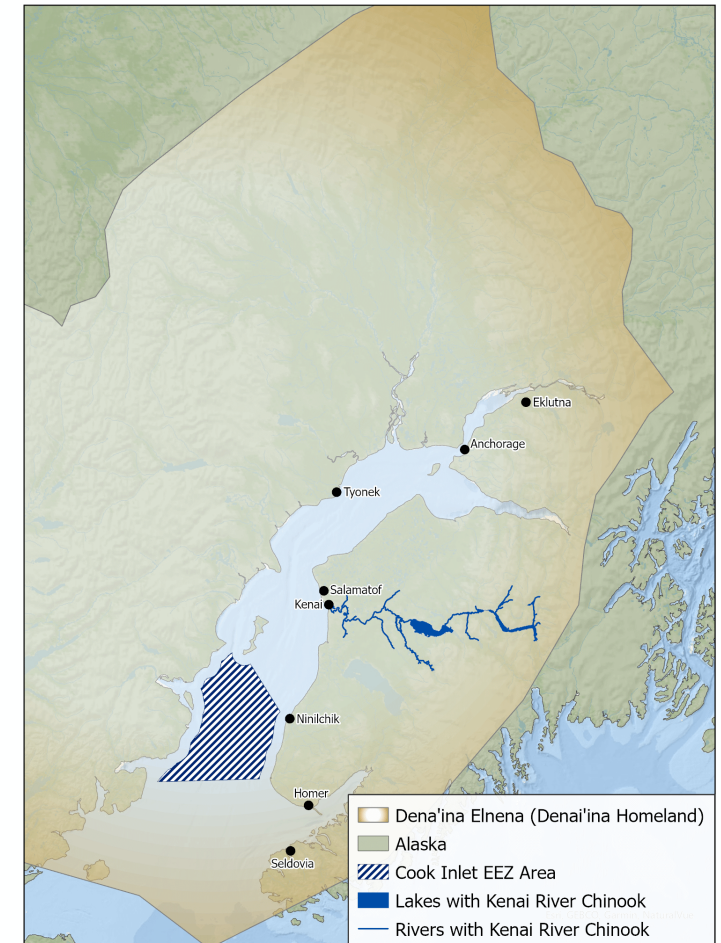 Eklutna
Anchorage
Tyonek
Salamatof
Kenai
Ninilchik
Homer
Seldovia
Dena'ina Elnena (Denai'ina Homeland)
Alaska
Cook Inlet EEZ Area
Lakes with Kenai River Chinook
Rivers with Kenai River Chinook